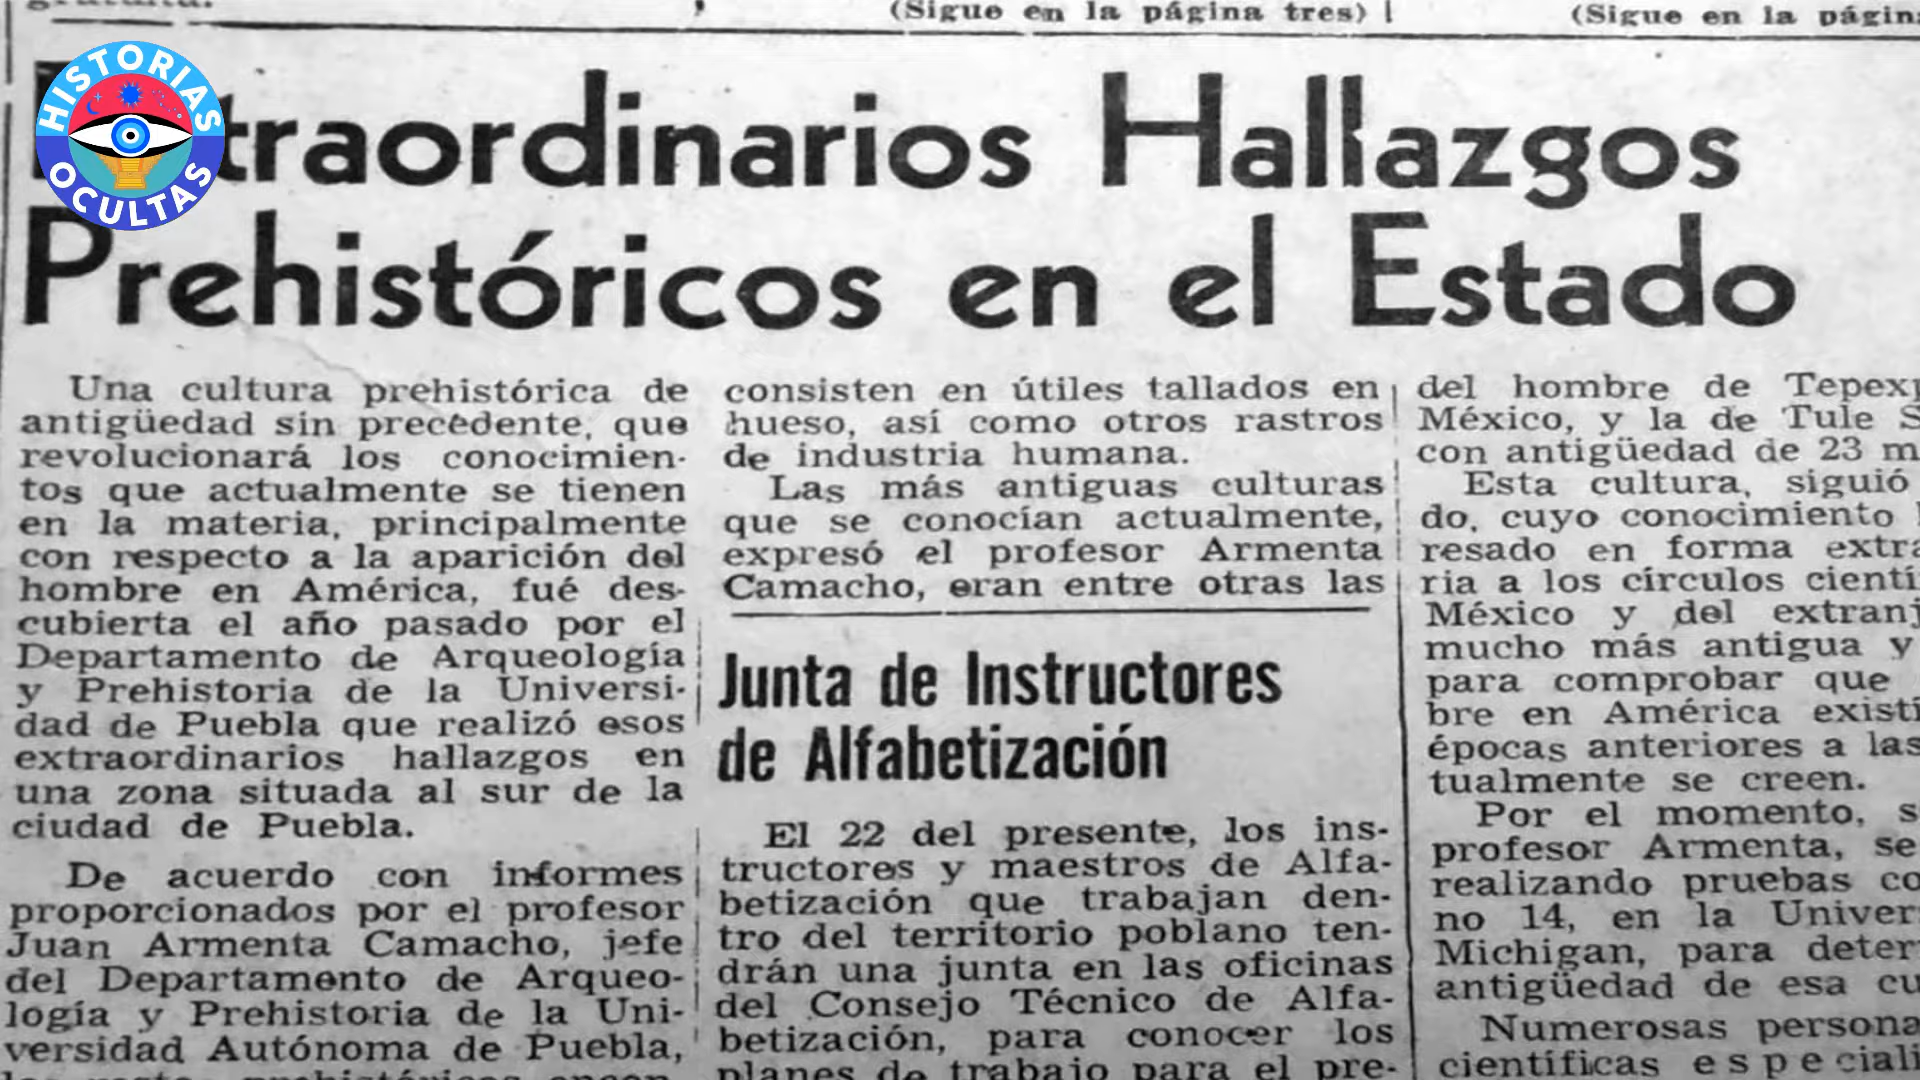 (Sigue en la página tres)
(Sigue en la
HISTORIAS
OCULTAS
Hallazgos
Prehistóricos en el Estado
Una cultura prehistórica de
antigüedad sin precedente, que
revolucionará los conocimien-
tos que actualmente se tienen
en la materia, principalmente
con respecto a la aparición del
hombre en América, fué des-
cubierta el año pasado por el
Departamento de Arqueología
y Prehistoria de la Universi-
dad de Puebla que realizó esos
extraordinarios hallazgos en
una zona situada al sur de la
ciudad de Puebla.
De acuerdo con informes
proporcionados por el profesor
Juan Armenta Camacho, jefe
del Departamento de Arqueo-
logía y Prehistoria de la Uni-
versidad Autónoma de Puebla,
consisten en útiles tallados en
hueso, así como otros rastros
de industria humana.
Las más antiguas culturas
que se conocían actualmente,
expresó el profesor Armenta
Camacho, eran entre otras las
Junta de Instructores
de Alfabetización
El 22 del presente, los ins-
tructores y maestros de Alfa-
betización que trabajan den-
tro del territorio poblano ten-
drán una junta en las oficinas
del Consejo Técnico de Alfa-
betización, para conocer los
planes de trabajo para el pre-
del hombre de
México, y la de Tule
con antigüedad de 23
Esta cultura, siguió
do, cuyo conocimiento
resado en forma
ria a los círculos
México y del
mucho más antigua y
para comprobar que
bre en América
épocas anteriores a las
tualmente se creen.
Por el momento,
profesor Armenta,
realizando pruebas
no 14, en la
Michigan, para
antigüedad de esa
Numerosas
científicas